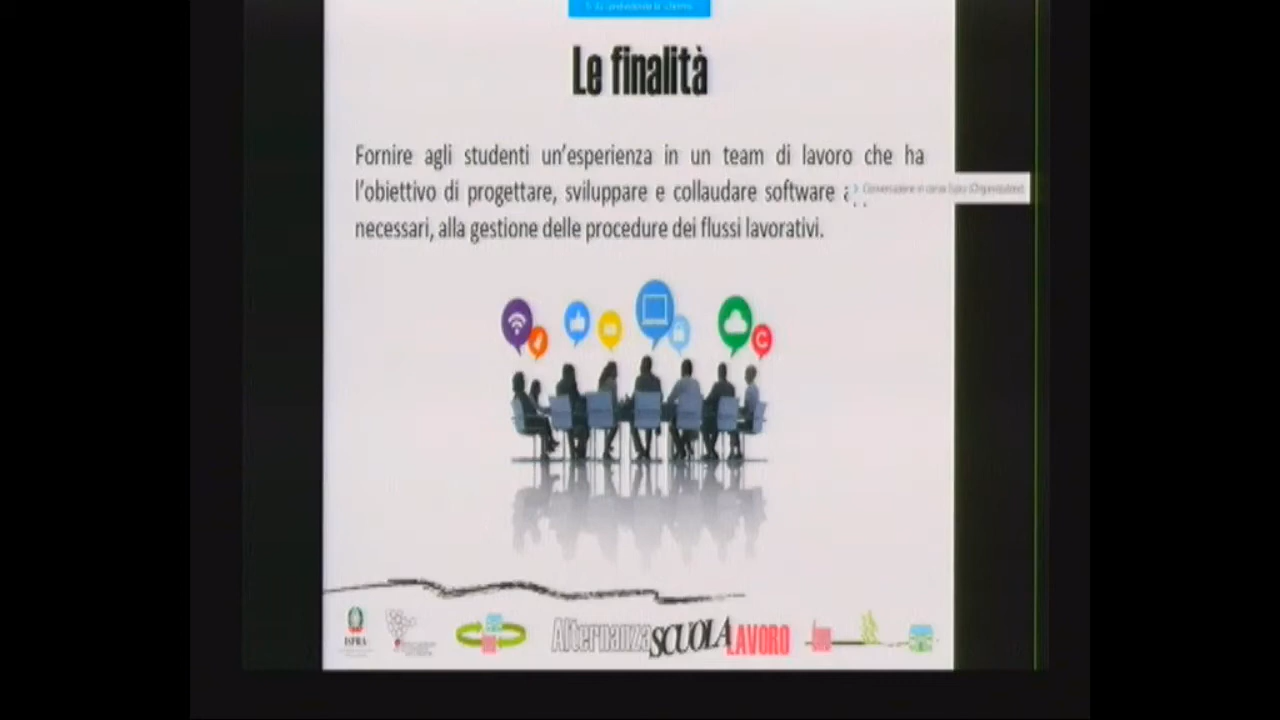 Le finalità
Fornire agli studenti un'esperienza in un team di lavoro che ha
l'obiettivo di progettare, sviluppare e collaudare software
necessari, alla gestione delle procedure dei flussi lavorativi.
ISPRA
Alternanza SCUOLA LAVORO